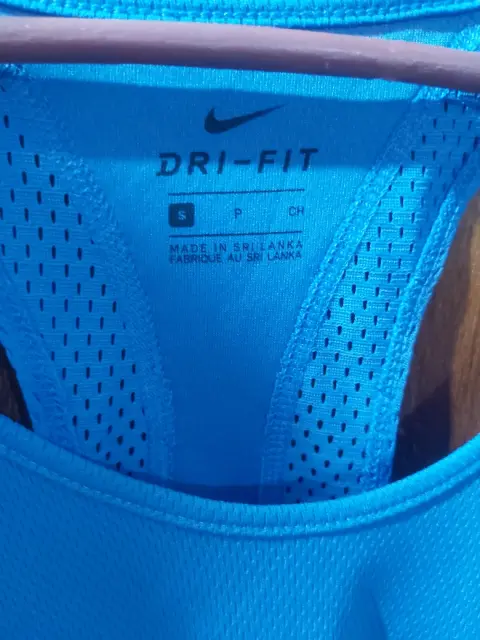 DRI-FIT
S P CH
MADE IN SRI LANKA
FABRIQUE AU SRI LANKA